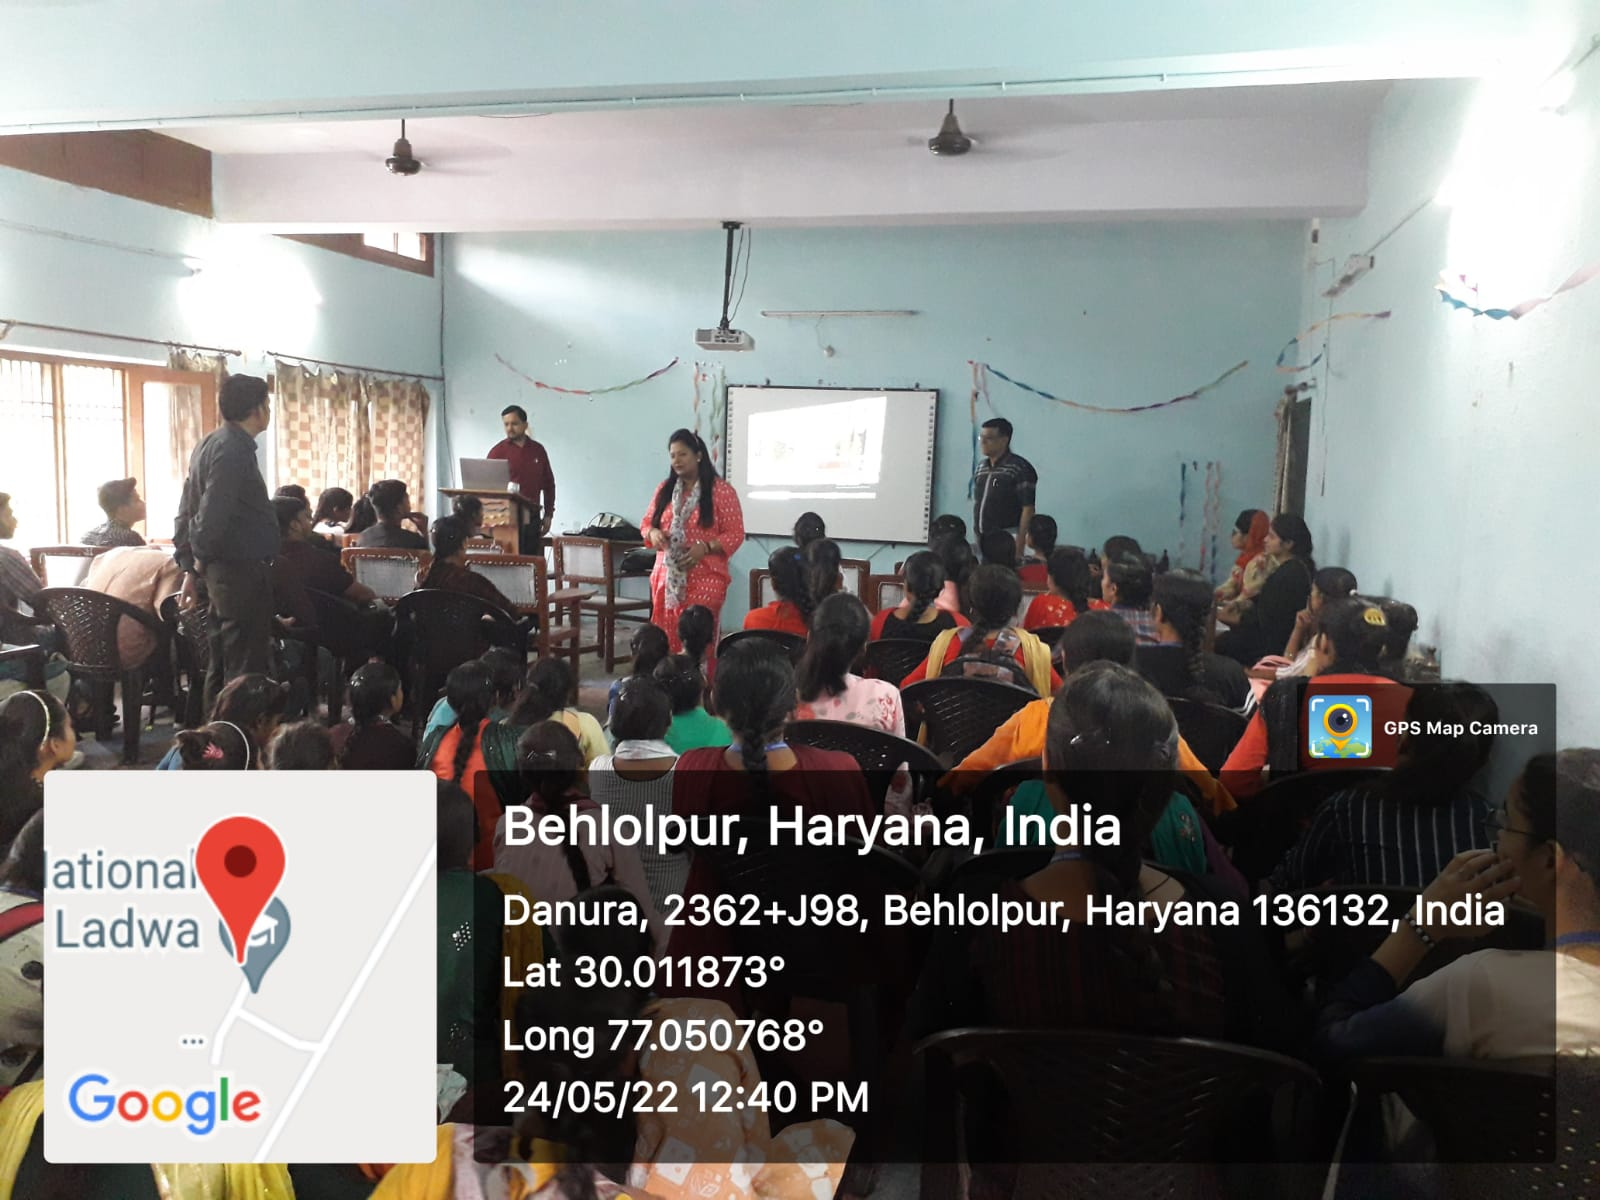 GPS Map Camera
Behlolpur, Haryana, India
Danura, 2362+J98, Behlolpur, Haryana 136132, India
Lat 30.011873°
Long 77.050768°
24/05/22 12:40 PM
Ladwa
...
Google